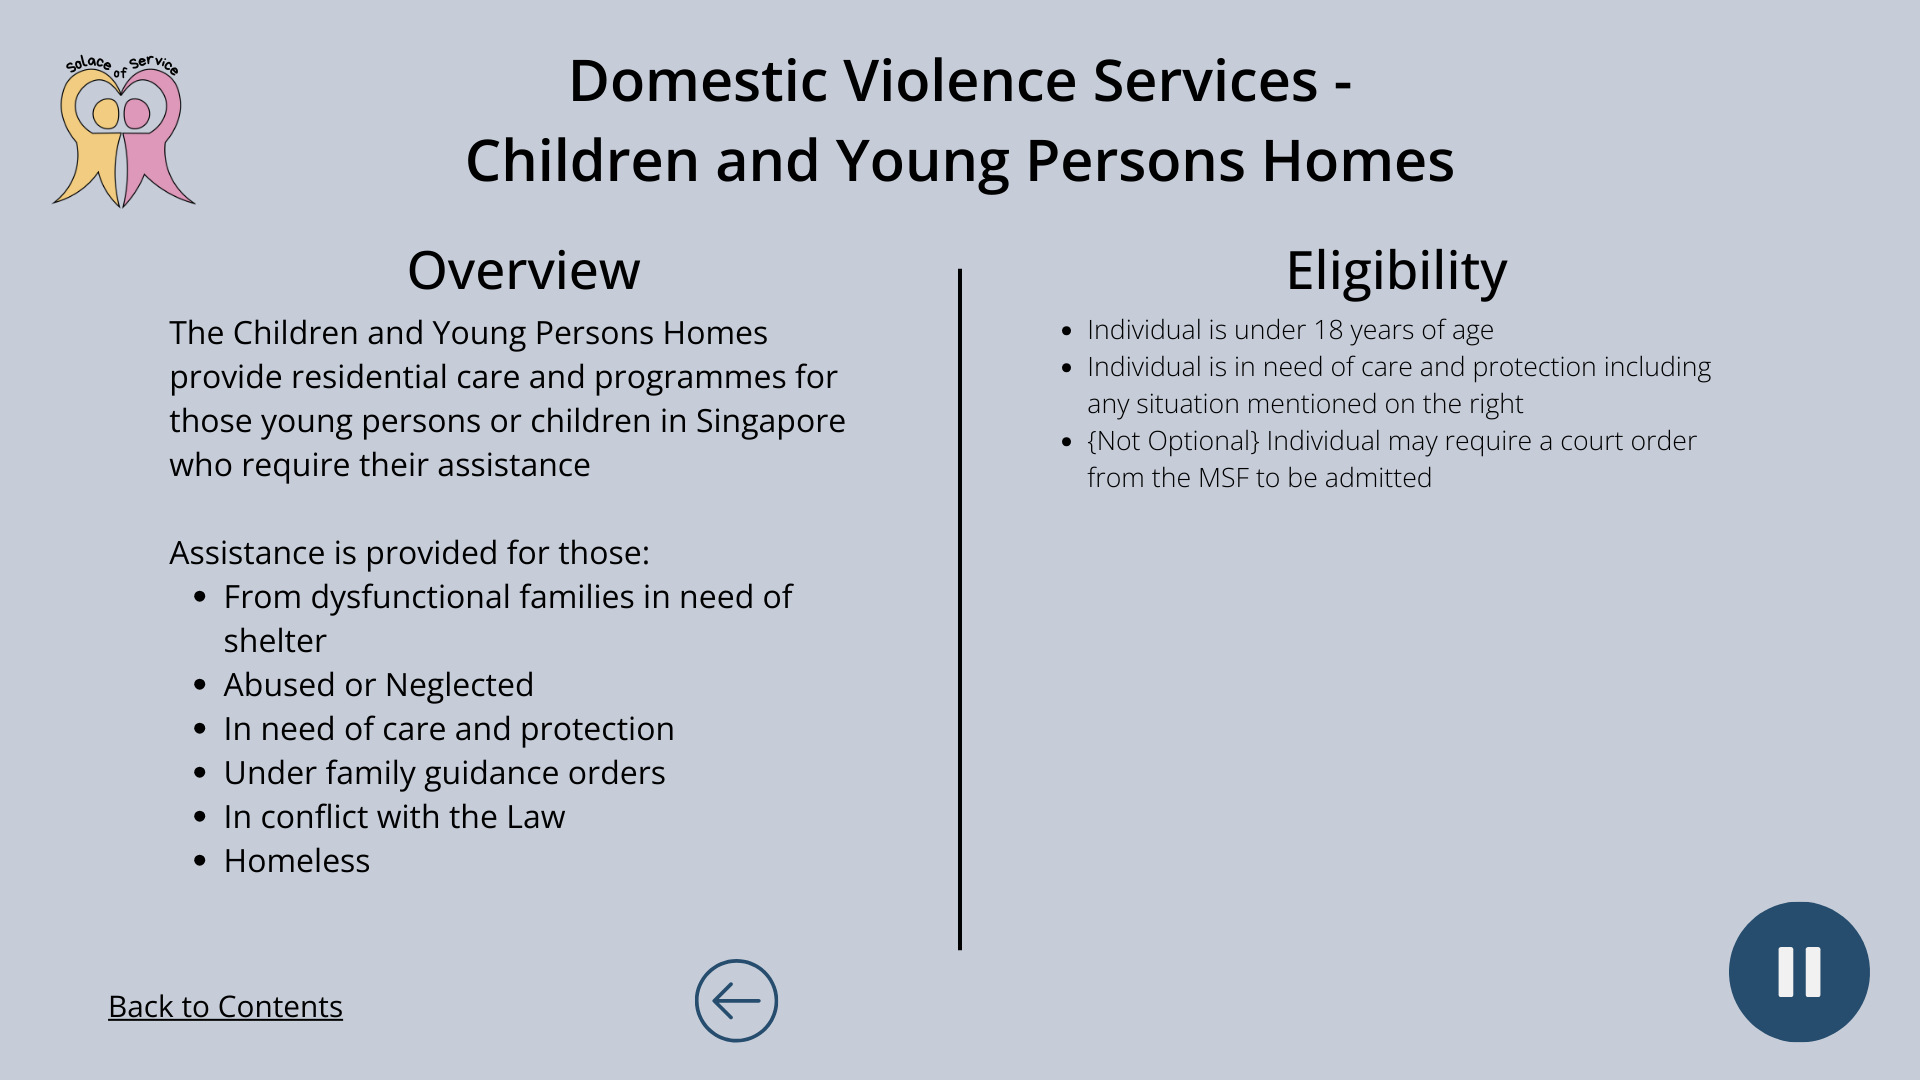 Solace of Service
Domestic Violence Services -
Children and Young Persons Homes
Overview
The Children and Young Persons Homes
provide residential care and programmes for
those young persons or children in Singapore
who require their assistance
Assistance is provided for those:
• From dysfunctional families in need of
shelter
• Abused or Neglected
• In need of care and protection
• Under family guidance orders
• In conflict with the Law
• Homeless
Eligibility
• Individual is under 18 years of age
• Individual is in need of care and protection including
any situation mentioned on the right
• {Not Optional} Individual may require a court order
from the MSF to be admitted
Back to Contents